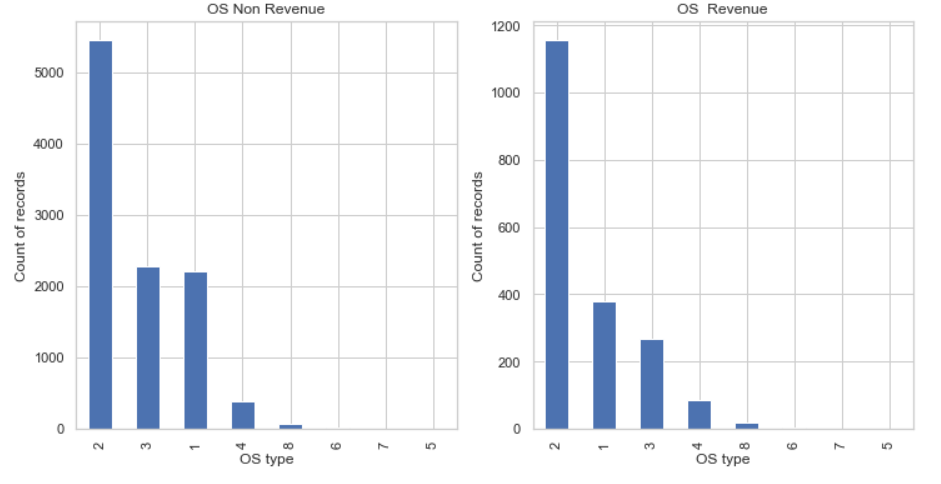 OS Non Revenue
Count of records
5000
4000
3000
2000
1000
0
2 3 1 4 8 6 7 5
OS type
OS  Revenue
Count of records
1200
1000
800
600
400
200
0
2 1 3 4 8 6 7 5
OS type